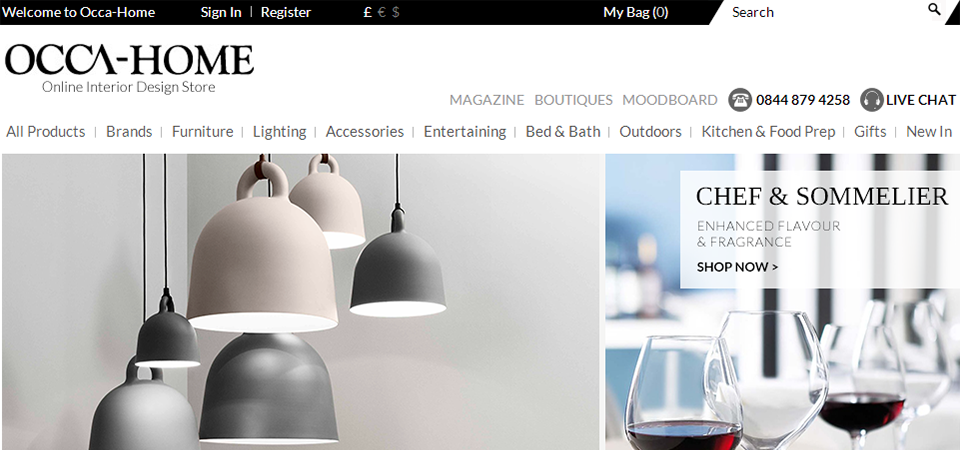 Welcome to Occa-Home Sign In | Register £ € $ My Bag (0) Search
OCCA-HOME
Online Interior Design Store
MAGAZINE BOUTIQUES MOODBOARD 0844 879 4258 LIVE CHAT
All Products | Brands | Furniture | Lighting | Accessories | Entertaining | Bed & Bath | Outdoors | Kitchen & Food Prep | Gifts | New In
CHEF & SOMMELIER
ENHANCED FLAVOUR
& FRAGRANCE
SHOP NOW >